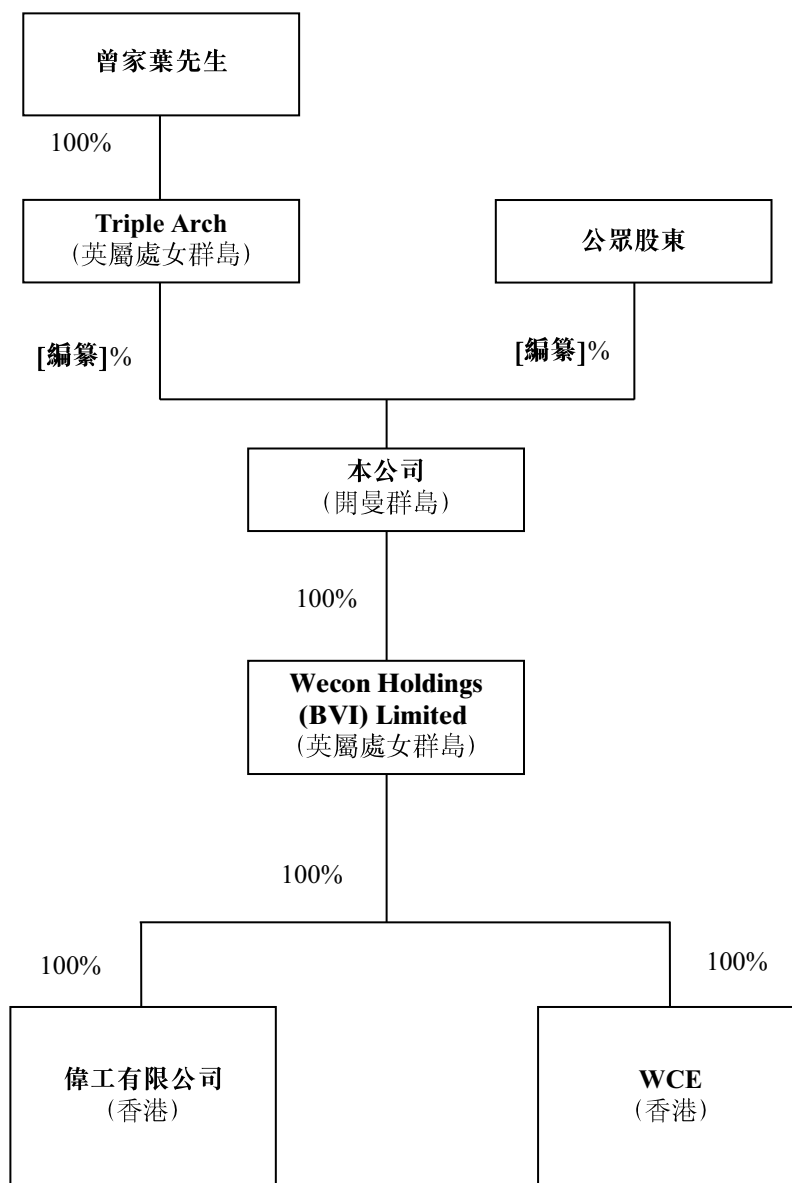 曾家葉先生
100%
Triple Arch
（英屬處女群島）
公眾股東
[編纂]%
[編纂]%
本公司
（開曼群島）
100%
Wecon Holdings
(BVI) Limited
（英屬處女群島）
100%
100%
100%
偉工有限公司
（香港）
WCE
（香港）